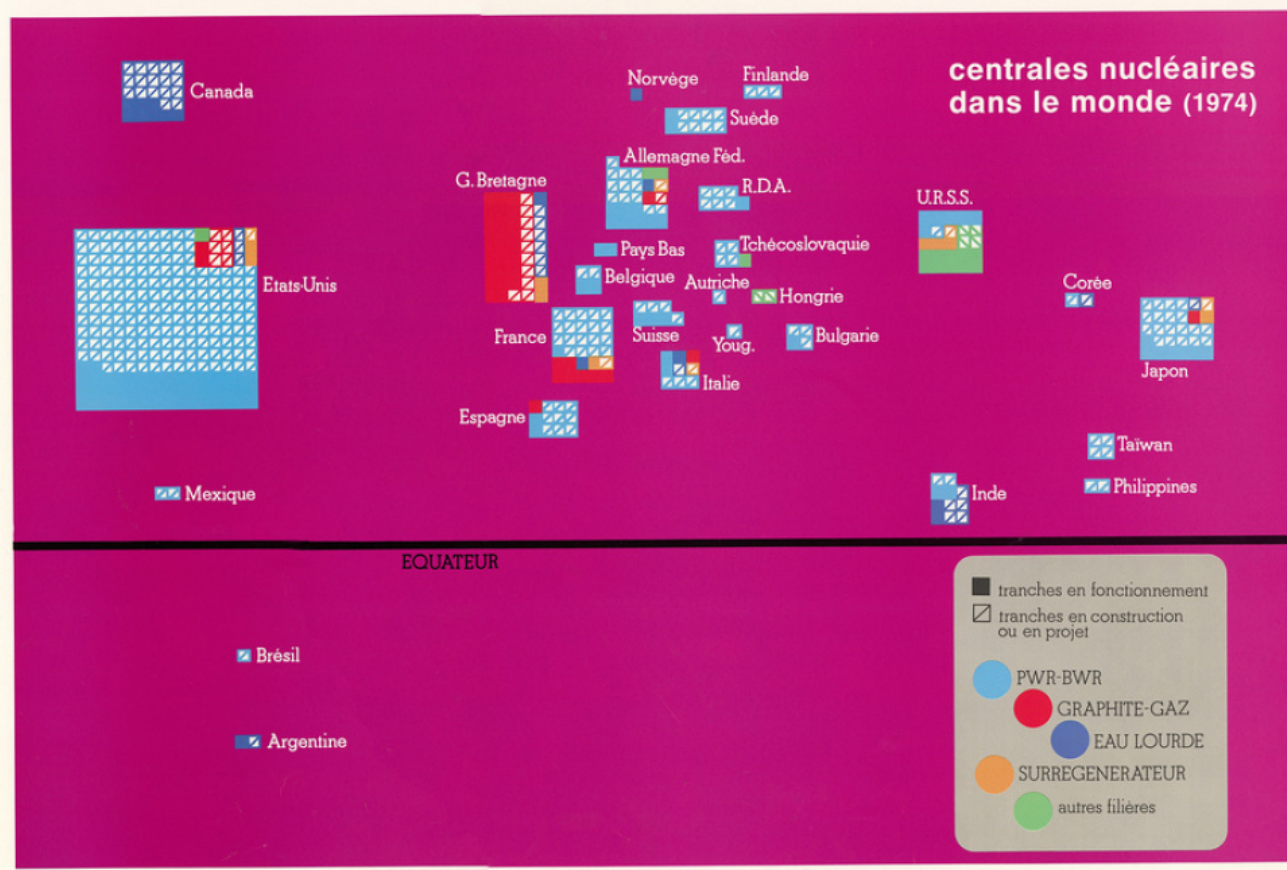 centrales nucléaires
dans le monde (1974)
Canada
Norvège
Finlande
Suède
Allemagne Féd.
G. Bretagne
R.D.A.
U.R.S.S.
Pays Bas
Tchécoslovaquie
Belgique
Autriche
Hongrie
Etats-Unis
Corée
France
Suisse
Youg.
Bulgarie
Italie
Japon
Espagne
Taïwan
Mexique
Inde
Philippines
EQUATEUR
Brésil
Argentine
tranches en fonctionnement
tranches en construction
ou en projet
PWR-BWR
GRAPHITE-GAZ
EAU LOURDE
SURREGENERATEUR
autres filières